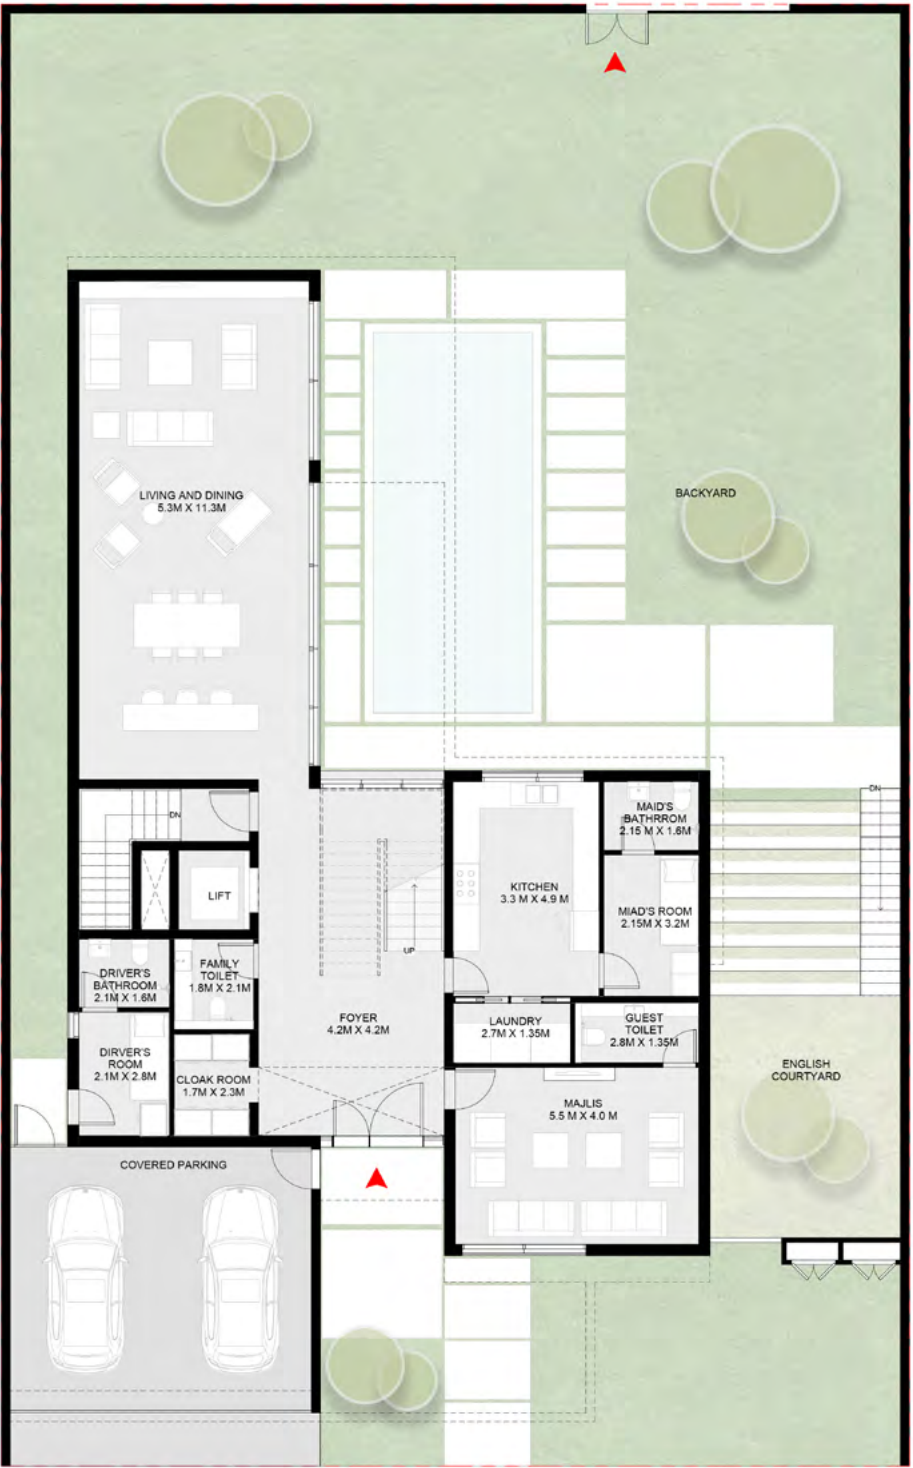 LIVING AND DINING
5.3M X 11.3M
BACKYARD
DN
DN
MAID'S
BATHRROM
2.15 M X 1.6M
LIFT
KITCHEN
3.3 M X 4.9 M
MIAD'S ROOM
2.15M X 3.2M
UP
DRIVER'S
BATHROOM
2.1M X 1.6M
FAMILY
TOILET
1.8M X 2.1M
FOYER
4.2M X 4.2M
LAUNDRY
2.7M X 1.35M
GUEST
TOILET
2.8M X 1.35M
DIRVER'S
ROOM
2.1M X 2.8M
CLOAK ROOM
1.7M X 2.3M
ENGLISH
COURTYARD
MAJLIS
5.5 M X 4.0 M
COVERED PARKING